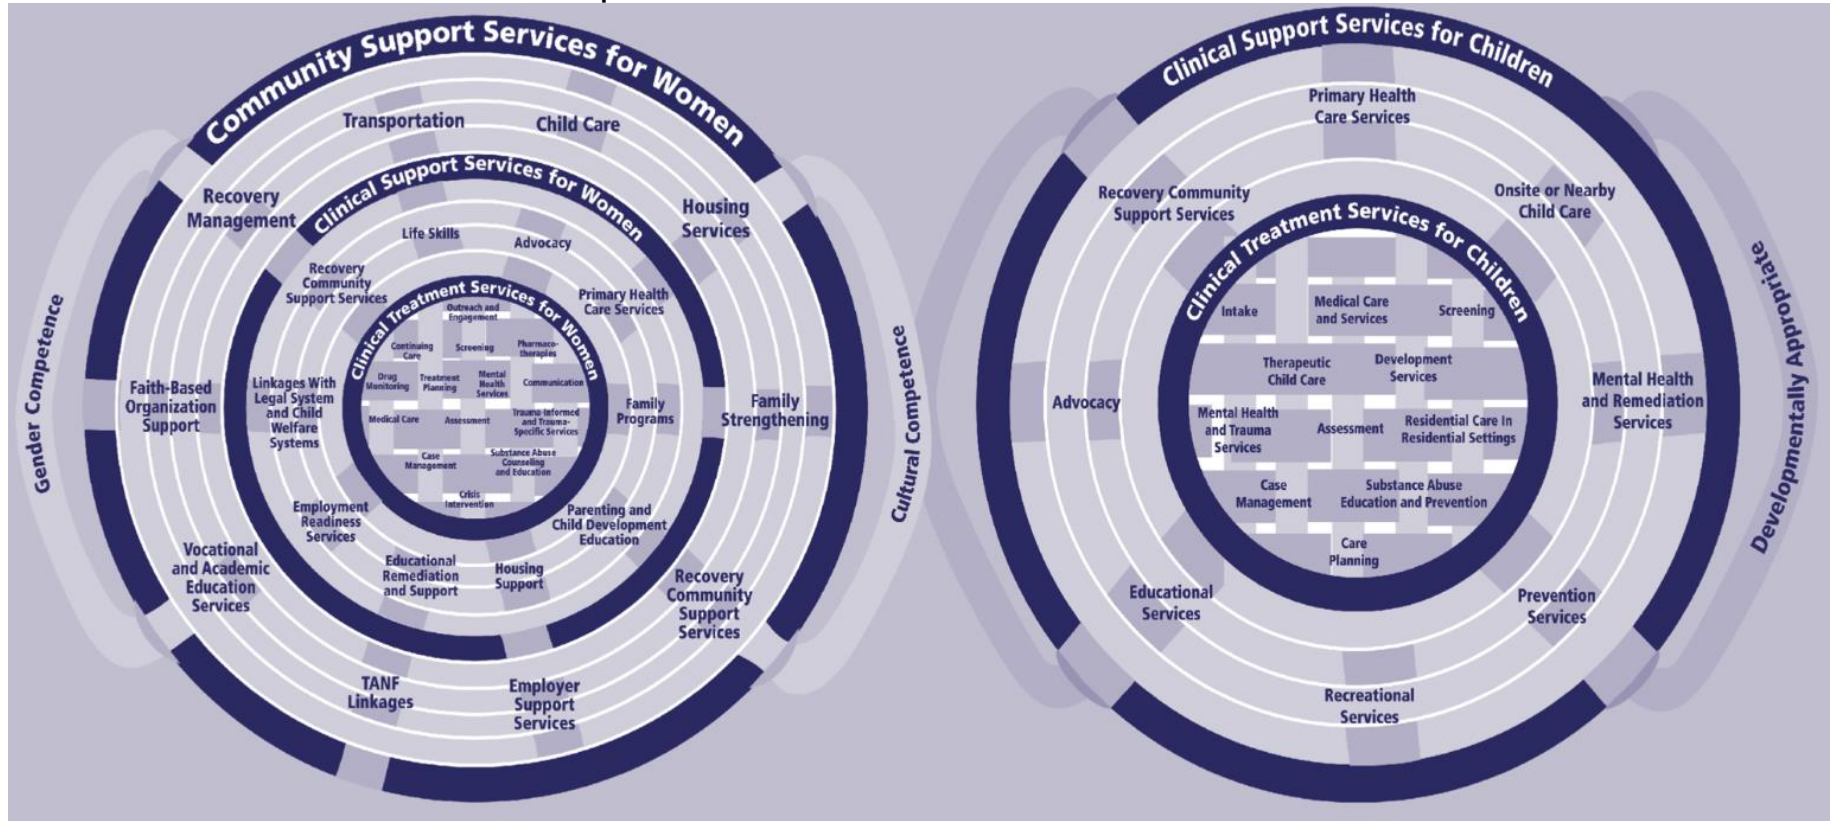 Community Support Services for Women
Transportation
Child Care
Recovery
Management
Housing
Services
Faith-Based
Organization
Support
Family
Strengthening
Vocational
and Academic
Education
Services
Recovery
Community
Support
Services
TANF
Linkages
Employer
Support
Services
Clinical Support Services for Women
Life Skills
Advocacy
Recovery
Community
Support Services
Primary Health
Care Services
Linkages With
Legal System
and Child
Welfare
Systems
Family
Programs
Employment
Readiness
Services
Parenting and
Child Development
Education
Educational
Remediation
and Support
Housing
Support
Clinical Treatment Services for Women
Outreach and
Engagement
Continuing
Care
Screening
Pharmaco-
therapies
Drug
Monitoring
Treatment
Planning
Mental
Health
Services
Communication
Medical Care
Assessment
Trauma-Informed
and Trauma-
Specific Services
Case
Management
Substance Abuse
Counseling
and Education
Crisis
Intervention
Gender Competence
Cultural Competence
Clinical Support Services for Children
Primary Health
Care Services
Recovery Community
Support Services
Onsite or Nearby
Child Care
Advocacy
Mental Health
and Remediation
Services
Educational
Services
Prevention
Services
Recreational
Services
Clinical Treatment Services for Children
Intake
Medical Care
and Services
Screening
Therapeutic
Child Care
Development
Services
Mental Health
and Trauma
Services
Assessment
Residential Care In
Residential Settings
Case
Management
Substance Abuse
Education and Prevention
Care
Planning
Developmentally Appropriate